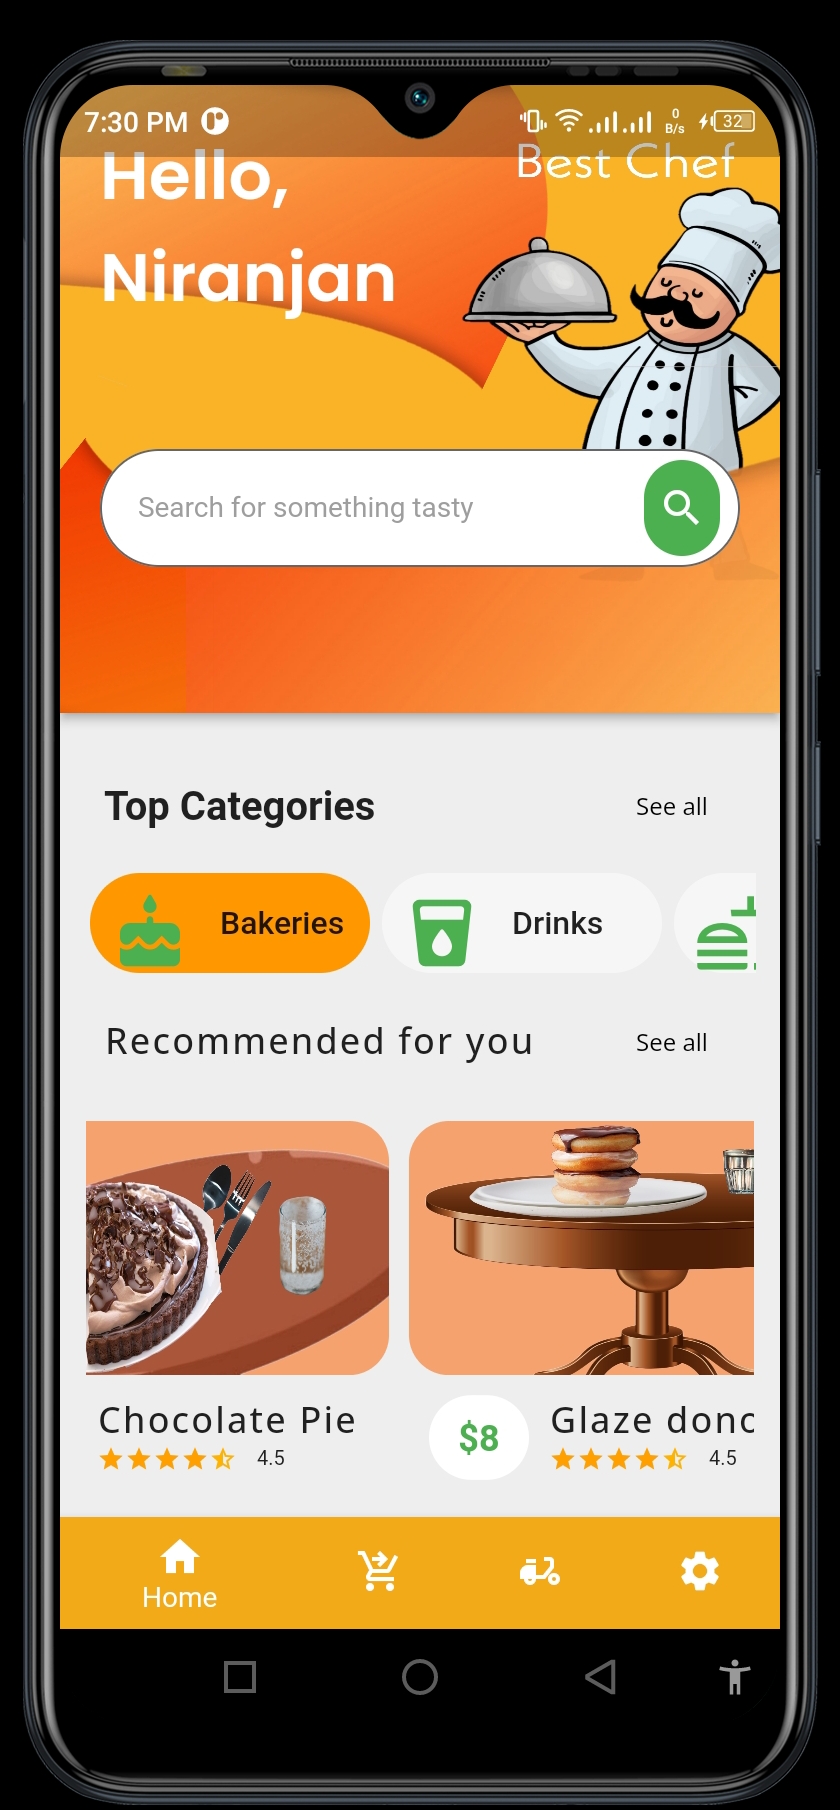 7:30 PM
0
B/s
32
Hello,
Best Chef
Niranjan
Search for something tasty
Top Categories
See all
Bakeries
Drinks
Recommended for you
See all
Chocolate Pie
4.5
$8
Glaze donc
4.5
Home